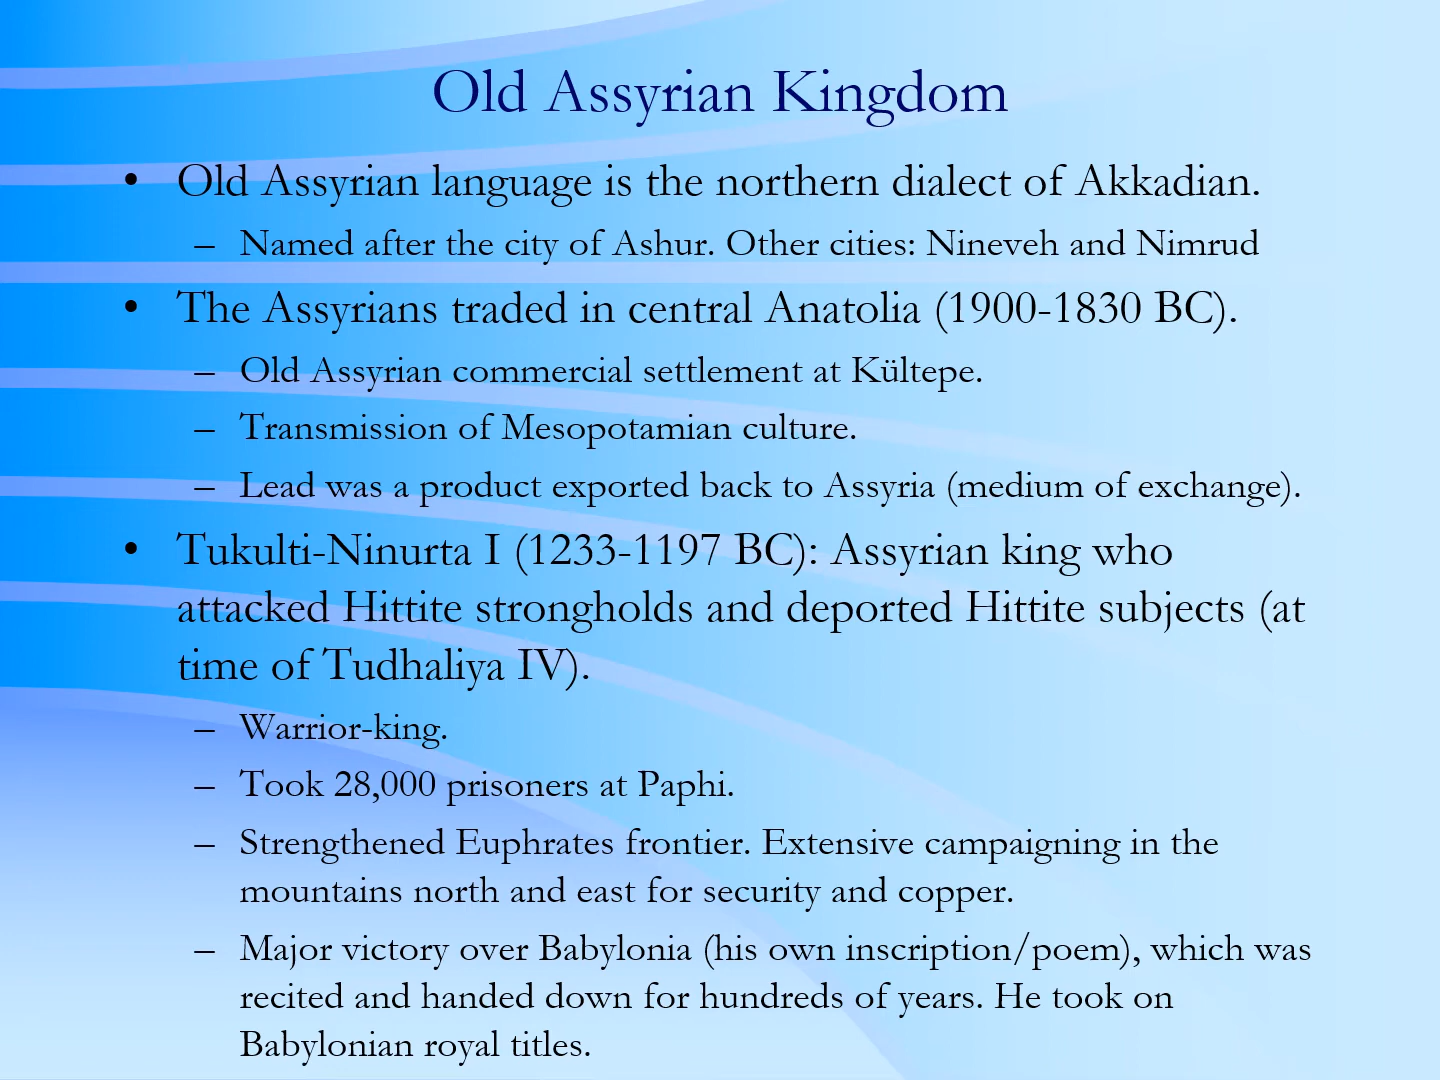 Old Assyrian Kingdom
• Old Assyrian language is the northern dialect of Akkadian.
– Named after the city of Ashur. Other cities: Nineveh and Nimrud
• The Assyrians traded in central Anatolia (1900-1830 BC).
– Old Assyrian commercial settlement at Kültepe.
– Transmission of Mesopotamian culture.
– Lead was a product exported back to Assyria (medium of exchange).
• Tukulti-Ninurta I (1233-1197 BC): Assyrian king who
attacked Hittite strongholds and deported Hittite subjects (at
time of Tudhaliya IV).
– Warrior-king.
– Took 28,000 prisoners at Paphi.
– Strengthened Euphrates frontier. Extensive campaigning in the
mountains north and east for security and copper.
– Major victory over Babylonia (his own inscription/poem), which was
recited and handed down for hundreds of years. He took on
Babylonian royal titles.